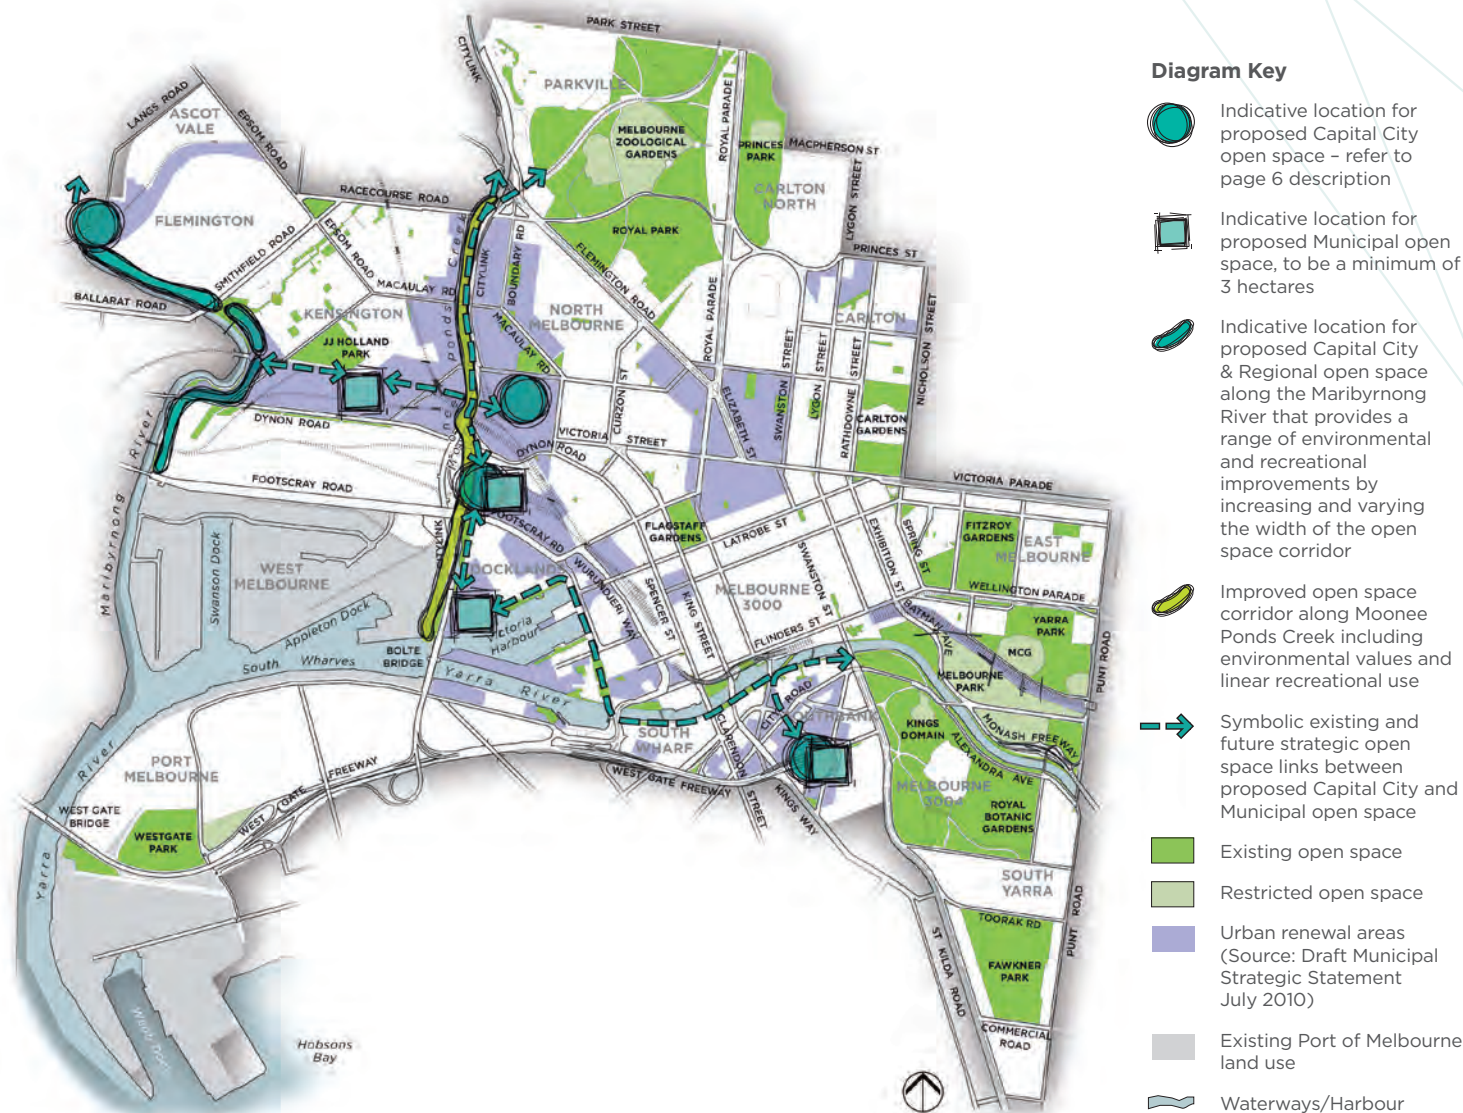 PARK STREET
CITYLINK
PARKVILLE
LANGS ROAD
ASCOT
VALE
EPSOM ROAD
MELBOURNE
ZOOLOGICAL
GARDENS
ROYAL PARADE
PRINCES
PARK
MACPHERSON ST
CARLTON
NORTH
LYGON STREET
RACECOURSE ROAD
FLEMINGTON
ROYAL PARK
PRINCES ST
SMITHFIELD ROAD
EPSOM ROAD
Creek
CITYLINK
BOUNDARY RD
FLEMINGTON ROAD
MACAULAY RD
BALLARAT ROAD
KENSINGTON
NORTH
MELBOURNE
ROYAL PARADE
CARLTON
NICHOLSON STREET
JJ HOLLAND
PARK
Ponds
MACAULAY RD
SWANSTON STREET
LYGON STREET
RATHDOWNE STREET
CURZON ST
ELIZABETH ST
CARLTON
GARDENS
DYNON ROAD
VICTORIA STREET
DYNON ROAD
Maribyrnong River
FOOTSCRAY ROAD
VICTORIA PARADE
FOOTSCRAY RD
FLAGSTAFF
GARDENS
LATROBE ST
EXHIBITION ST
SPRING ST
FITZROY
GARDENS
EAST
MELBOURNE
CITYLINK
WEST
MELBOURNE
Swanson Dock
Appleton Dock
DOCKLANDS
WURUNDJERI WAY
SPENCER ST
KING STREET
MELBOURNE
3000
SWANSTON ST
WELLINGTON PARADE
BATMAN AVE
YARRA
PARK
MCG
PUNT ROAD
FLINDERS ST
Victoria
Harbour
BOLTE
BRIDGE
South Wharves
Yarra River
MELBOURNE
PARK
CITY ROAD
SOUTHBANK
KINGS
DOMAIN
MONASH FREEWAY
ALEXANDRA AVE
SOUTH
WHARF
CLARENDON STREET
PORT
MELBOURNE
WEST GATE FREEWAY
WEST GATE FREEWAY
KINGS WAY
MELBOURNE
3004
ROYAL
BOTANIC
GARDENS
WEST GATE
BRIDGE
WESTGATE
PARK
Yarra River
SOUTH
YARRA
TOORAK RD
PUNT ROAD
ST KILDA ROAD
FAWKNER
PARK
COMMERCIAL
ROAD
Webb Dock
Hobsons
Bay
Diagram Key
Indicative location for
proposed Capital City
open space – refer to
page 6 description
Indicative location for
proposed Municipal open
space, to be a minimum of
3 hectares
Indicative location for
proposed Capital City
& Regional open space
along the Maribyrnong
River that provides a
range of environmental
and recreational
improvements by
increasing and varying
the width of the open
space corridor
Improved open space
corridor along Moonee
Ponds Creek including
environmental values and
linear recreational use
Symbolic existing and
future strategic open
space links between
proposed Capital City and
Municipal open space
Existing open space
Restricted open space
Urban renewal areas
(Source: Draft Municipal
Strategic Statement
July 2010)
Existing Port of Melbourne
land use
Waterways/Harbour